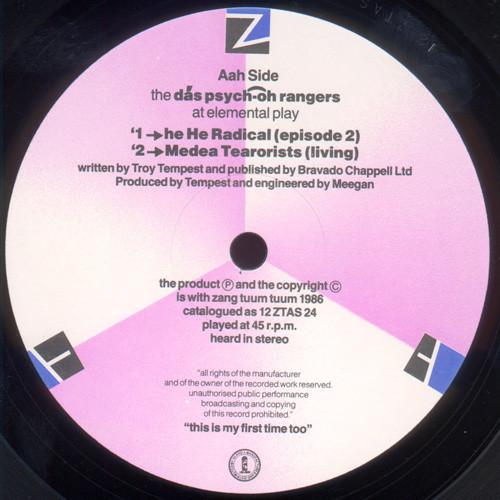 Z
Aah Side
the dás psych-öh rangers
at elemental play
'1→he He Radical (episode 2)
'2→Medea Tearorists (living)
written by Troy Tempest and published by Bravado Chappell Ltd
Produced by Tempest and engineered by Meegan
the product Ⓟ and the copyright ©
is with zang tuum tuum 1986
catalogued as 12 ZTAS 24
played at 45 r.p.m.
heard in stereo
T
A
"all rights of the manufacturer
and of the owner of the recorded work reserved.
unauthorised public performance
broadcasting and copying
of this record prohibited."
"this is my first time too"